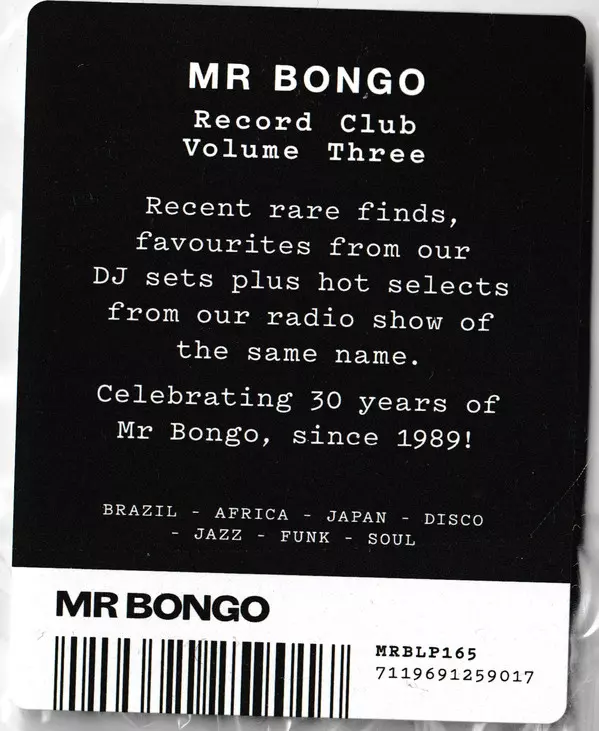 MR BONGO
Record Club
Volume Three
Recent rare finds,
favourites from our
DJ sets plus hot selects
from our radio show of
the same name.
Celebrating 30 years of
Mr Bongo, since 1989!
BRAZIL - AFRICA - JAPAN - DISCO
- JAZZ - FUNK - SOUL
MR BONGO
MRBLP165
7119691259017